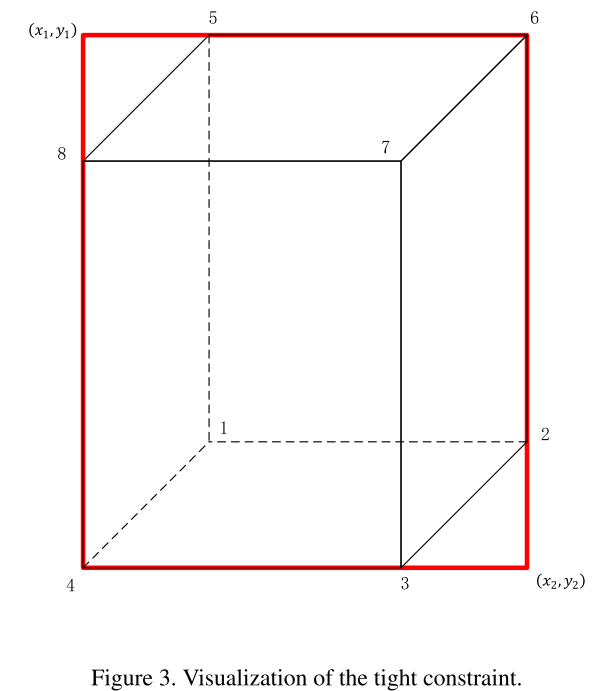 5
6
(x₁,y₁)
8
7
1
2
4
3
(x₂,y₂)
Figure 3. Visualization of the tight constraint.